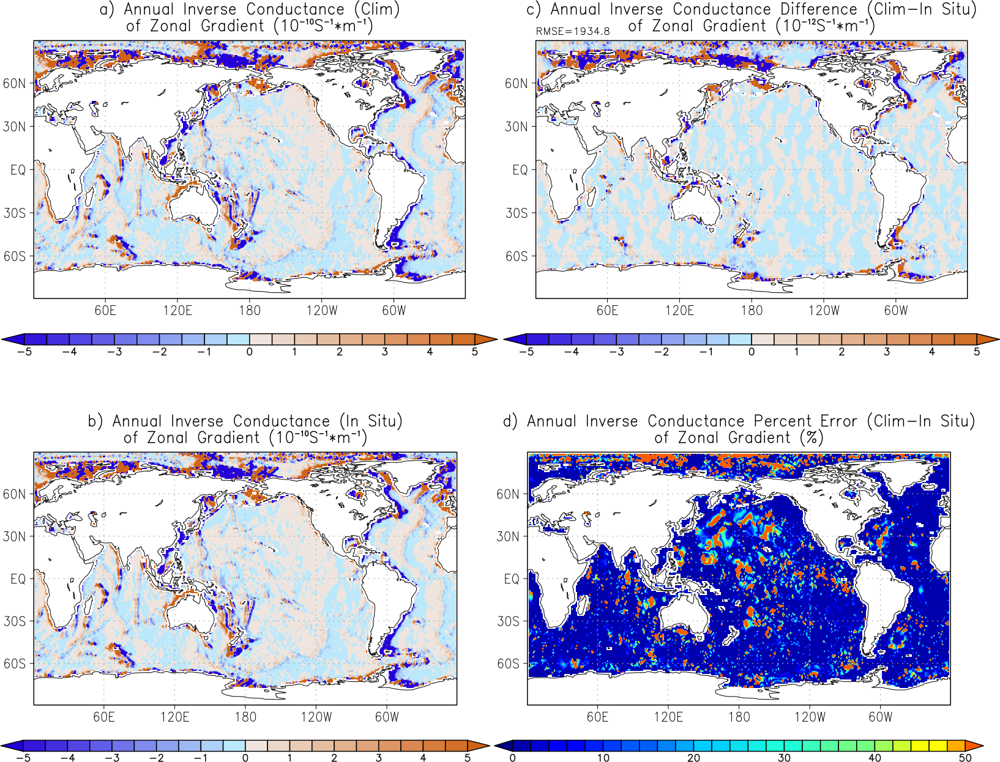 a) Annual Inverse Conductance (Clim)
of Zonal Gradient (10⁻¹⁰S⁻¹*m⁻¹)
60N
30N
EQ
30S
60S
60E 120E 180 120W 60W
−5 −4 −3 −2 −1 0 1 2 3 4 5
c) Annual Inverse Conductance Difference (Clim−In Situ)
of Zonal Gradient (10⁻¹²S⁻¹*m⁻¹)
RMSE=1934.8
60N
30N
EQ
30S
60S
60E 120E 180 120W 60W
−5 −4 −3 −2 −1 0 1 2 3 4 5
b) Annual Inverse Conductance (In Situ)
of Zonal Gradient (10⁻¹⁰S⁻¹*m⁻¹)
60N
30N
EQ
30S
60S
60E 120E 180 120W 60W
−5 −4 −3 −2 −1 0 1 2 3 4 5
d) Annual Inverse Conductance Percent Error (Clim−In Situ)
of Zonal Gradient (%)
60N
30N
EQ
30S
60S
60E 120E 180 120W 60W
0 10 20 30 40 50